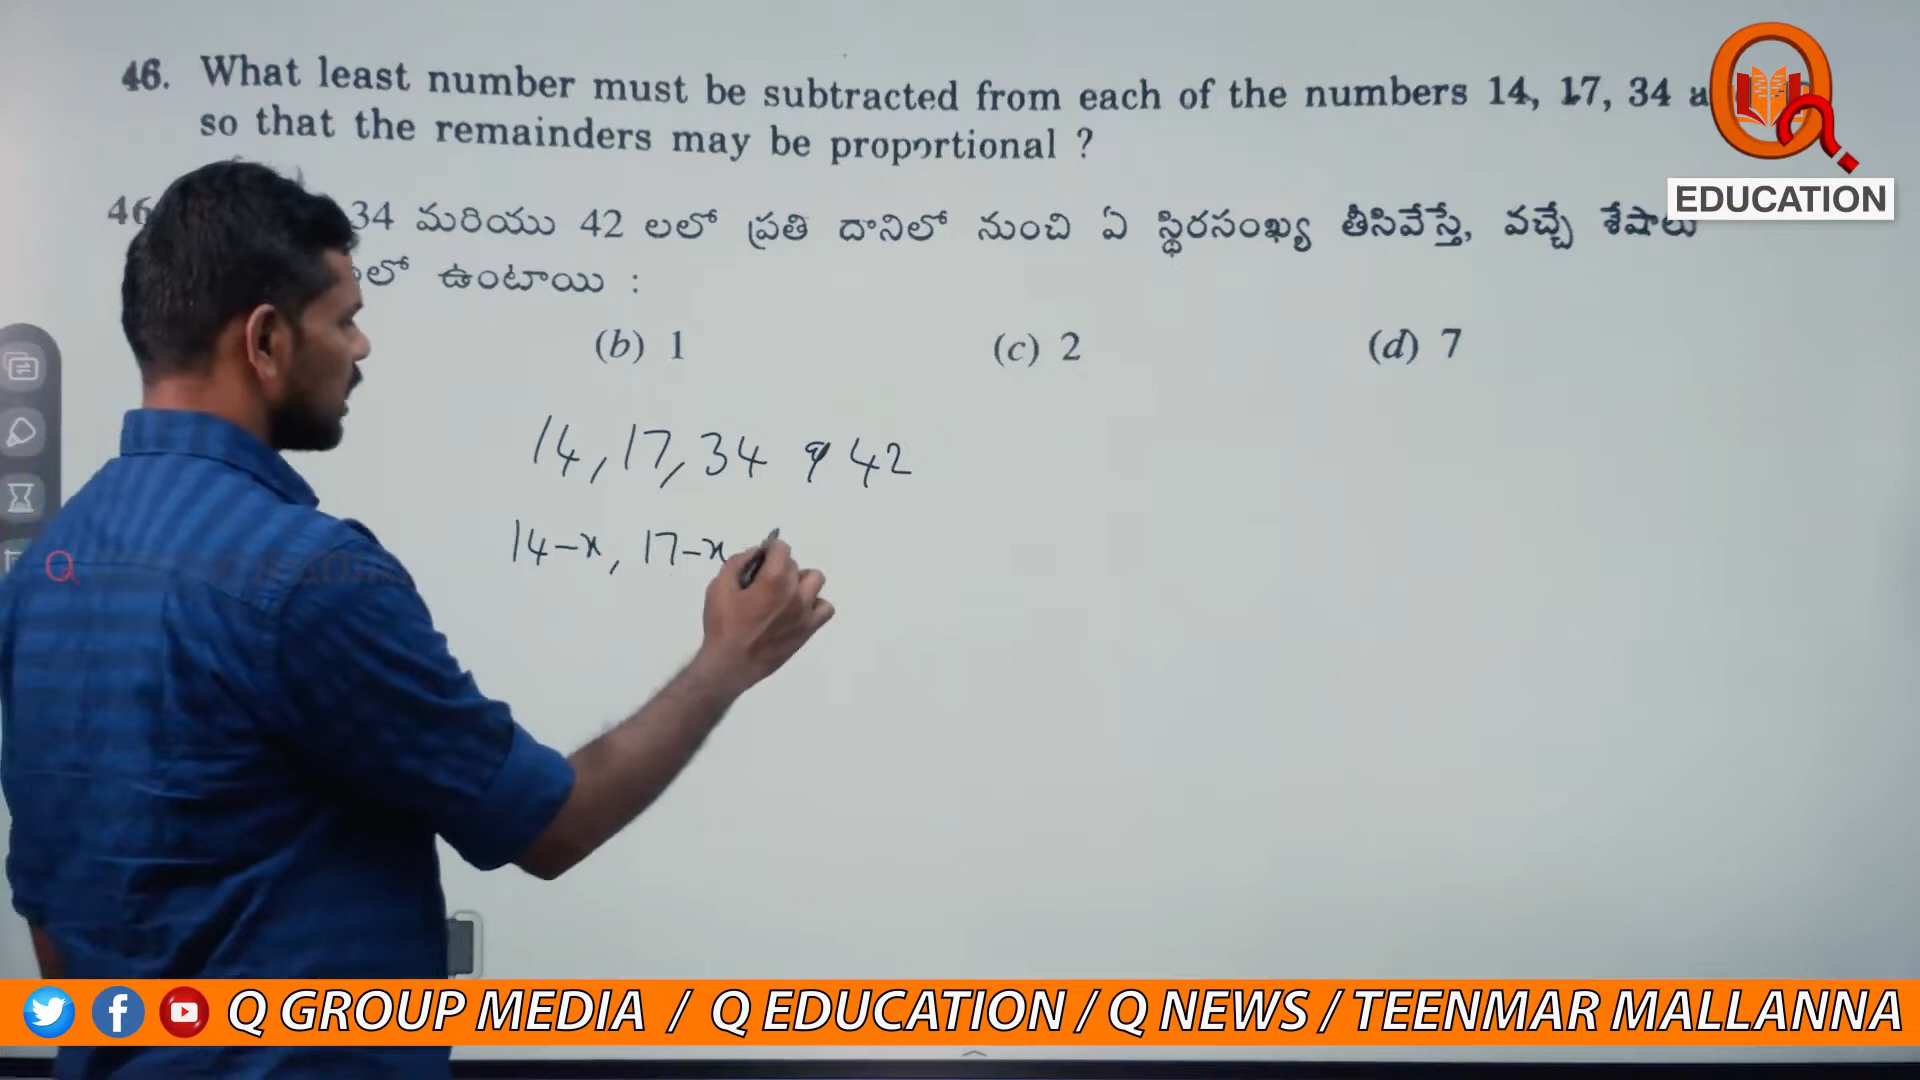 46. What least number must be subtracted from each of the numbers 14, 17, 34
so that the remainders may be proportional ?
EDUCATION
46 34 మరియు 42 లలో ప్రతి దానిలో నుంచి ఏ స్థిరసంఖ్య తీసివేస్తే, వచ్చే శేషాలు
లో ఉంటాయి :
(b) 1 (c) 2 (d) 7
14, 17, 34 9 42
14-x, 17-x
Q
Q GROUP MEDIA / Q EDUCATION / Q NEWS / TEENMAR MALLANNA